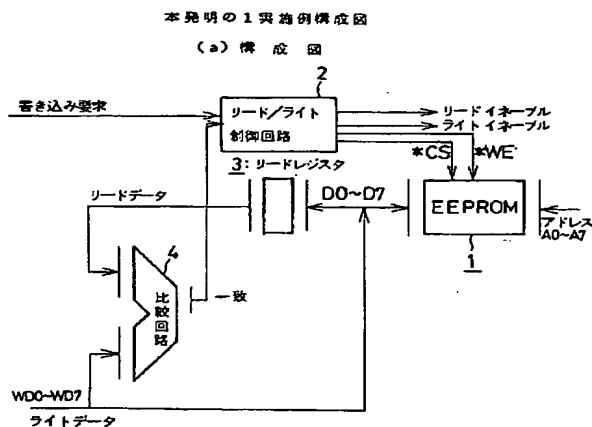 本発明の1実施例構成図
(a) 構成図
2
書き込み要求
リード/ライト
制御回路
リードイネーブル
ライトイネーブル
*CS
*WE
3:リードレジスタ
リードデータ
D0~D7
EEPROM
アドレス
A0~A7
1
4
比較回路
一致
WD0~WD7
ライトデータ